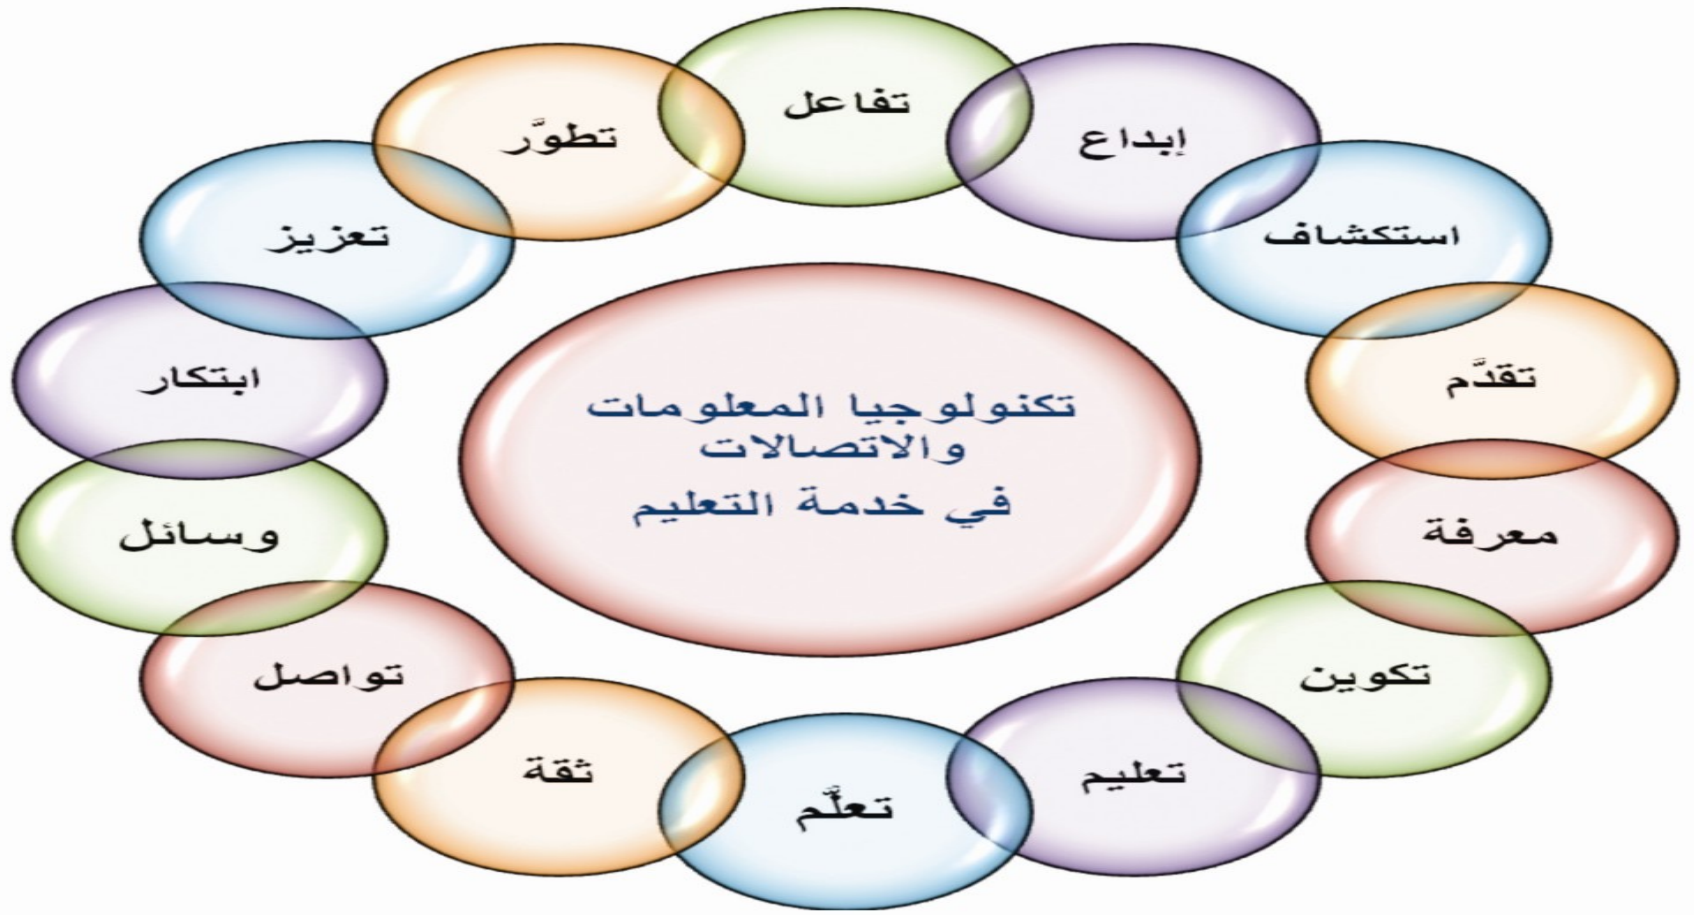 تفاعل
إبداع
استكشاف
تقدَّم
معرفة
تكوين
تعليم
تعلَّم
ثقة
تواصل
وسائل
ابتكار
تعزيز
تطوَّر
تكنولوجيا المعلومات
والاتصالات
في خدمة التعليم